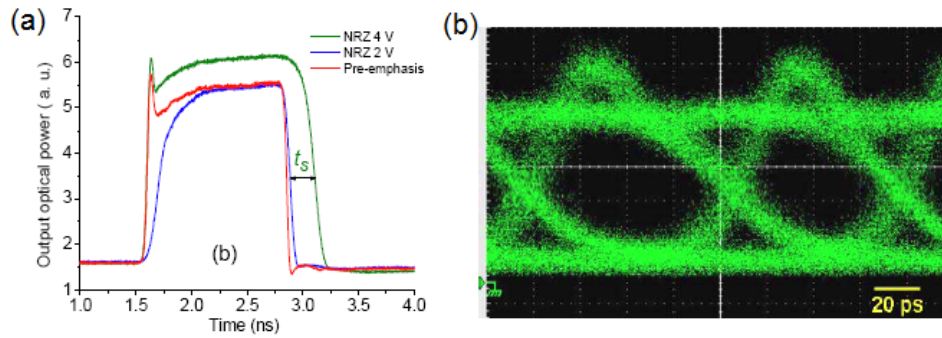 (a)
(b)
NRZ 4 V
NRZ 2 V
Pre-emphasis
Output optical power ( a. u. )
7
6
5
4
3
2
1
t_S
(b)
1.0 1.5 2.0 2.5 3.0 3.5 4.0
Time (ns)
20 ps